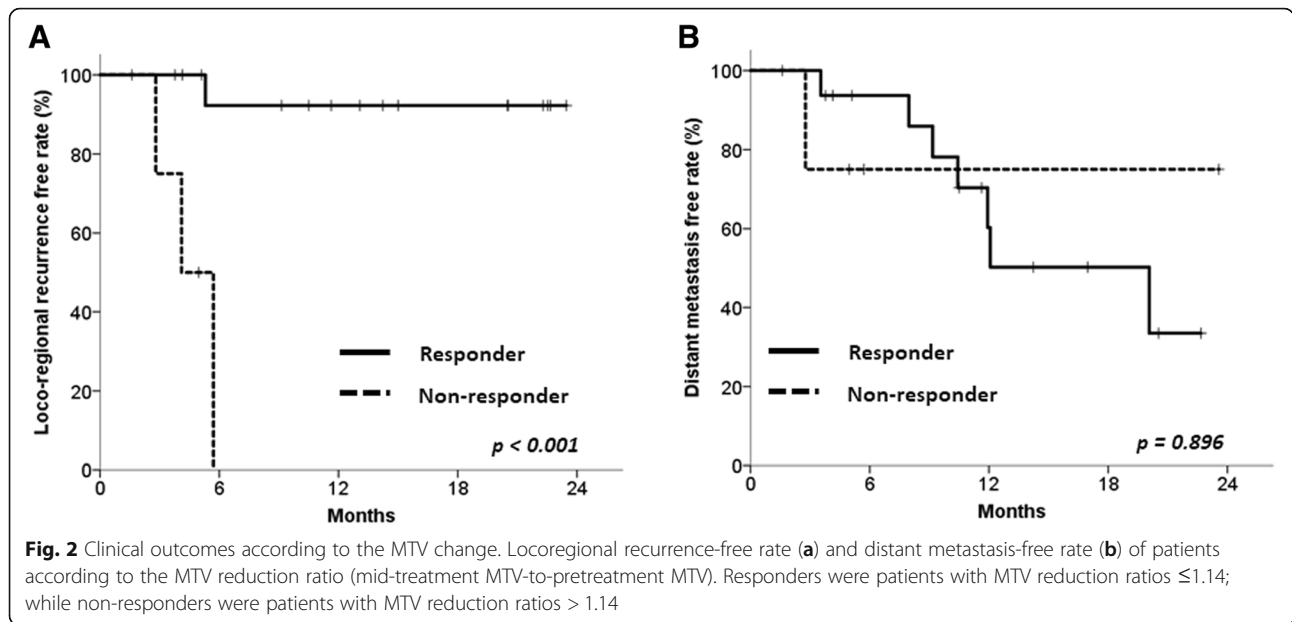 A
Loco-regional recurrence free rate (%)
100
80
60
40
20
0
0 6 12 18 24
Months
Responder
Non-responder
p < 0.001
B
Distant metastasis free rate (%)
100
80
60
40
20
0
0 6 12 18 24
Months
Responder
Non-responder
p = 0.896
Fig. 2 Clinical outcomes according to the MTV change. Locoregional recurrence-free rate (a) and distant metastasis-free rate (b) of patients
according to the MTV reduction ratio (mid-treatment MTV-to-pretreatment MTV). Responders were patients with MTV reduction ratios ≤1.14;
while non-responders were patients with MTV reduction ratios > 1.14